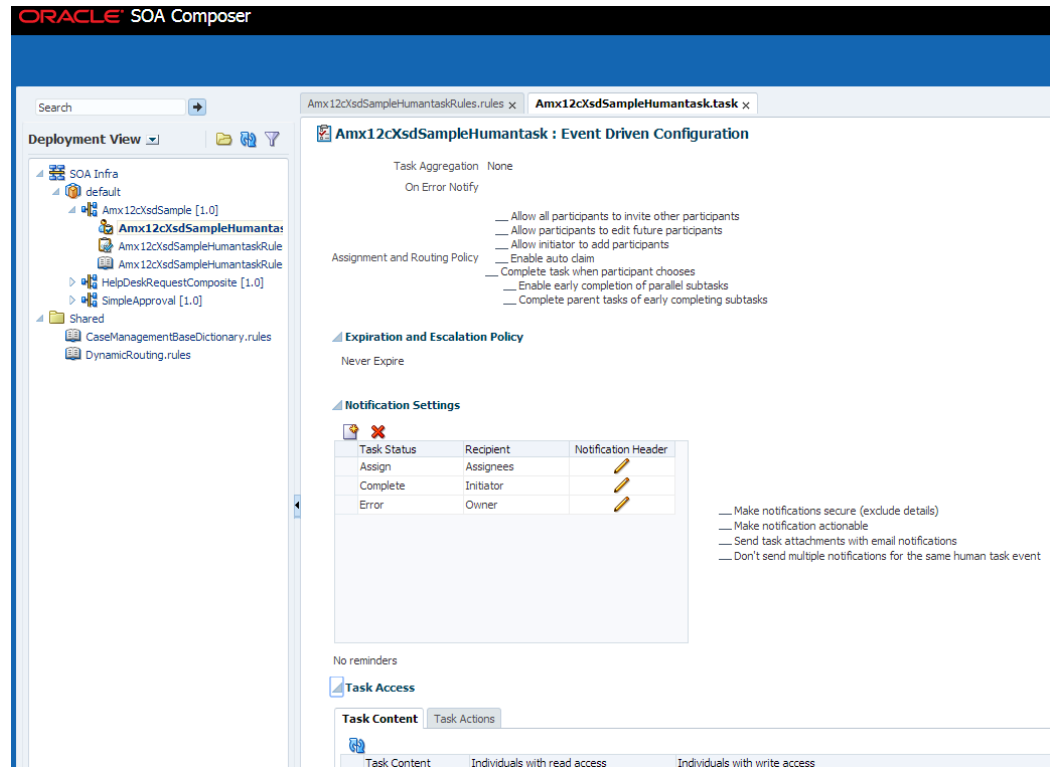 ORACLE SOA Composer
Search
Deployment View
SOA Infra
default
Amx12cXsdSample [1.0]
Amx12cXsdSampleHumantas
Amx12cXsdSampleHumantaskRule
Amx12cXsdSampleHumantaskRule
HelpDeskRequestComposite [1.0]
SimpleApproval [1.0]
Shared
CaseManagementBaseDictionary.rules
DynamicRouting.rules
Amx12cXsdSampleHumantaskRules.rules x Amx12cXsdSampleHumantask.task x
Amx12cXsdSampleHumantask : Event Driven Configuration
Task Aggregation None
On Error Notify
Assignment and Routing Policy
Allow all participants to invite other participants
Allow participants to edit future participants
Allow initiator to add participants
Enable auto claim
Complete task when participant chooses
Enable early completion of parallel subtasks
Complete parent tasks of early completing subtasks
Expiration and Escalation Policy
Never Expire
Notification Settings
Task Status Recipient Notification Header
Assign Assignees
Complete Initiator
Error Owner
Make notifications secure (exclude details)
Make notification actionable
Send task attachments with email notifications
Don't send multiple notifications for the same human task event
No reminders
Task Access
Task Content Task Actions
Task Content Individuals with read access Individuals with write access